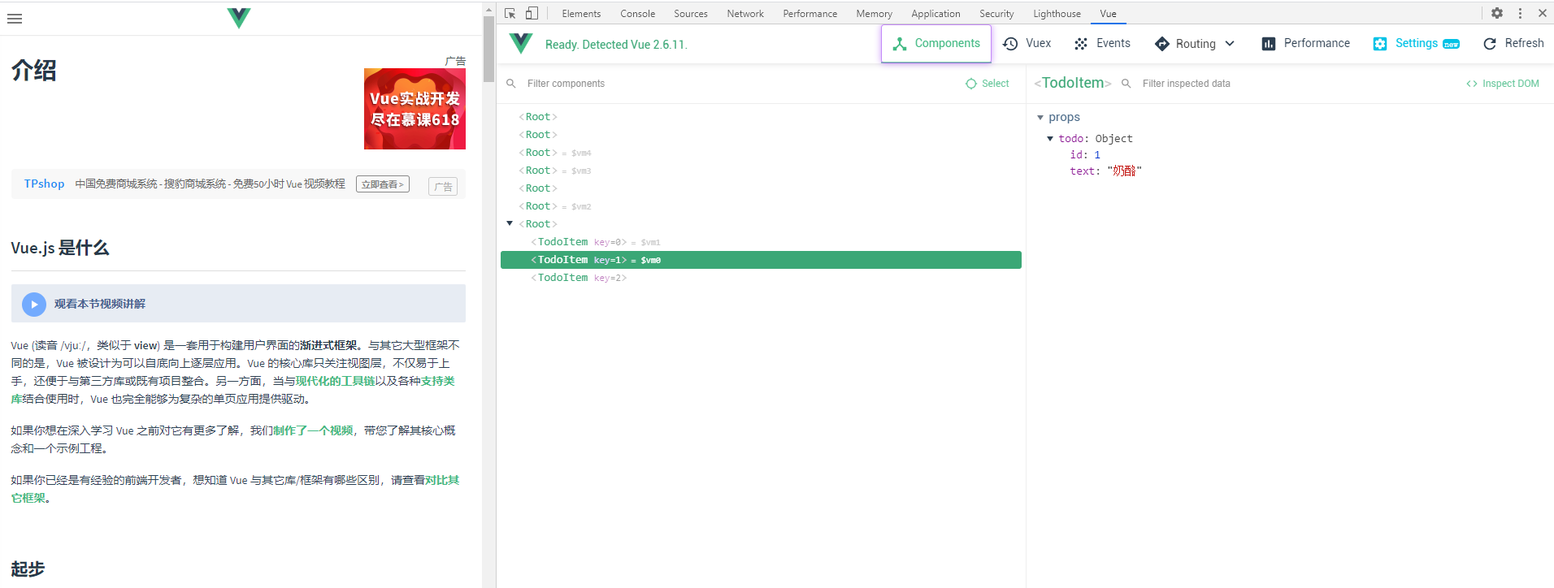 介绍
广告
Vue实战开发
尽在慕课618
TPshop 中国免费商城系统 - 搜豹商城系统 - 免费50小时 Vue 视频教程 立即查看 > 广告
Vue.js 是什么
观看本节视频讲解
Vue (读音 /vjuː/，类似于 view) 是一套用于构建用户界面的渐进式框架。与其它大型框架不
同的是，Vue 被设计为可以自底向上逐层应用。Vue 的核心库只关注视图层，不仅易于上
手，还便于与第三方库或既有项目整合。另一方面，当与现代化的工具链以及各种支持类
库结合使用时，Vue 也完全能够为复杂的单页应用提供驱动。
如果你想在深入学习 Vue 之前对它有更多了解，我们制作了一个视频，带您了解其核心概
念和一个示例工程。
如果你已经是有经验的前端开发者，想知道 Vue 与其它库/框架有哪些区别，请查看对比其
它框架。
起步
Elements Console Sources Network Performance Memory Application Security Lighthouse Vue
Ready. Detected Vue 2.6.11. Components Vuex Events Routing Performance Settings new Refresh
Filter components Select
<Root>
<Root>
<Root> = $vm4
<Root> = $vm3
<Root>
<Root> = $vm2
<Root>
<TodoItem key=0> = $vm1
<TodoItem key=1> = $vm0
<TodoItem key=2>
<TodoItem> Filter inspected data <> Inspect DOM
props
todo: Object
id: 1
text: "奶酪"